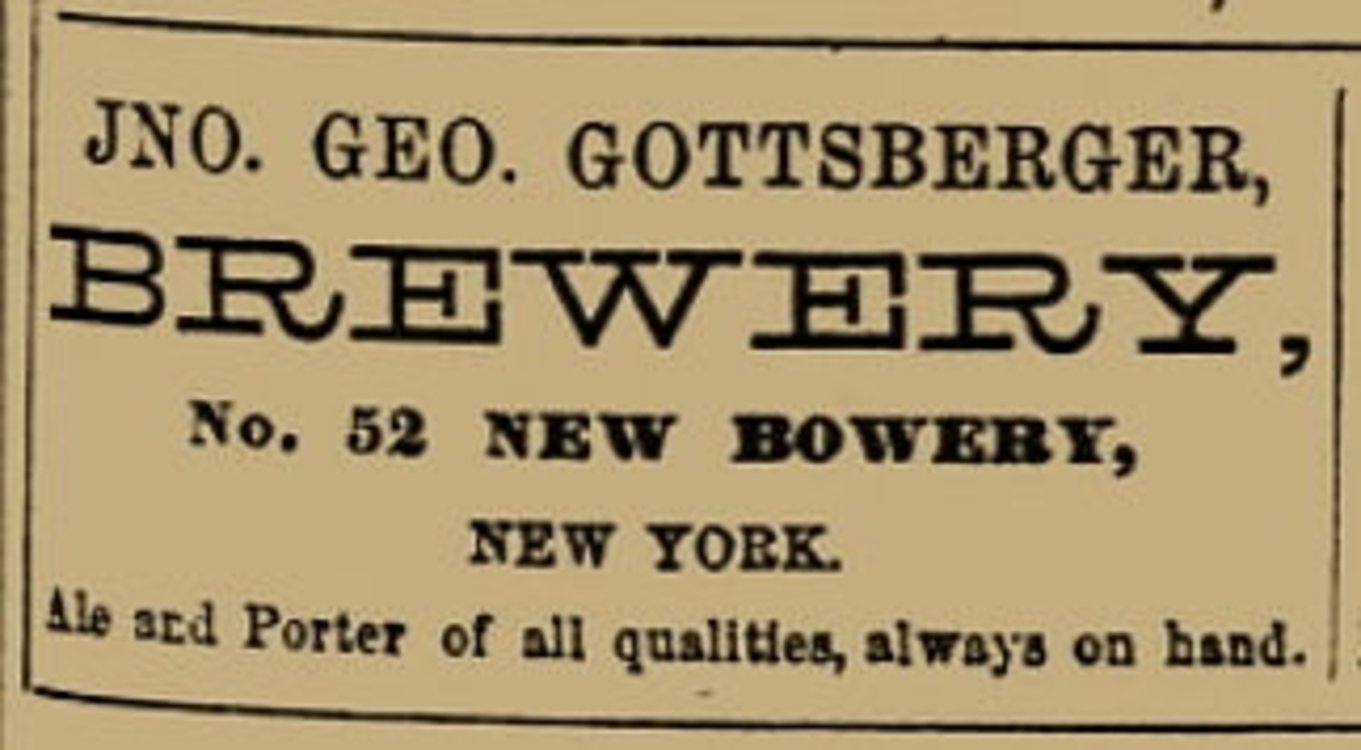 JNO. GEO. GOTTSBERGER,
BREWERY,
No. 52 NEW BOWERY,
NEW YORK.
Ale and Porter of all qualities, always on hand.